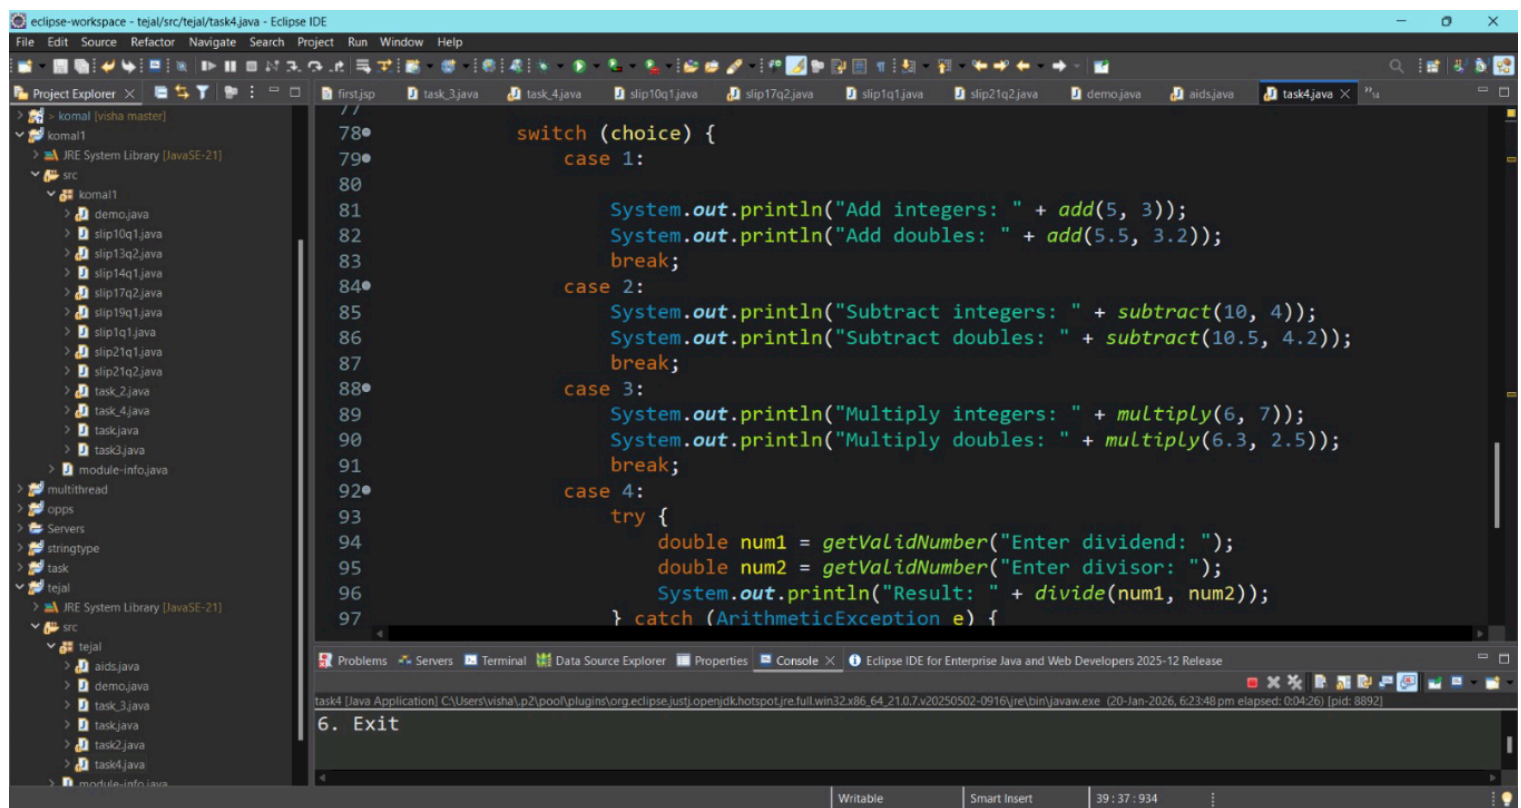 eclipse-workspace - tejal/src/tejal/task4.java - Eclipse IDE
File Edit Source Refactor Navigate Search Project Run Window Help
Project Explorer
first.jsp task_3.java task_4.java slip10q1.java slip17q2.java slip1q1.java slip21q2.java demo.java aids.java task4.java
> komal [visha master]
komal1
JRE System Library [JavaSE-21]
src
komal1
demo.java
slip10q1.java
slip13q2.java
slip14q1.java
slip17q2.java
slip19q1.java
slip1q1.java
slip21q1.java
slip21q2.java
task_2.java
task_4.java
task.java
task3.java
module-info.java
multithread
opps
Servers
stringtype
task
tejal
JRE System Library [JavaSE-21]
src
tejal
aids.java
demo.java
task_3.java
task.java
task2.java
task4.java
module-info.java
77
78 switch (choice) {
79 case 1:
80
81 System.out.println("Add integers: " + add(5, 3));
82 System.out.println("Add doubles: " + add(5.5, 3.2));
83 break;
84 case 2:
85 System.out.println("Subtract integers: " + subtract(10, 4));
86 System.out.println("Subtract doubles: " + subtract(10.5, 4.2));
87 break;
88 case 3:
89 System.out.println("Multiply integers: " + multiply(6, 7));
90 System.out.println("Multiply doubles: " + multiply(6.3, 2.5));
91 break;
92 case 4:
93 try {
94 double num1 = getValidNumber("Enter dividend: ");
95 double num2 = getValidNumber("Enter divisor: ");
96 System.out.println("Result: " + divide(num1, num2));
97 } catch (ArithmeticException e) {
Problems Servers Terminal Data Source Explorer Properties Console Eclipse IDE for Enterprise Java and Web Developers 2025-12 Release
task4 [Java Application] C:\Users\visha\.p2\pool\plugins\org.eclipse.justj.openjdk.hotspot.jre.full.win32.x86_64_21.0.7.v20250502-0916\jre\bin\javaw.exe (20-Jan-2026, 6:23:48 pm elapsed: 0:04:26) [pid: 8892]
6. Exit
Writable Smart Insert 39 : 37 : 934